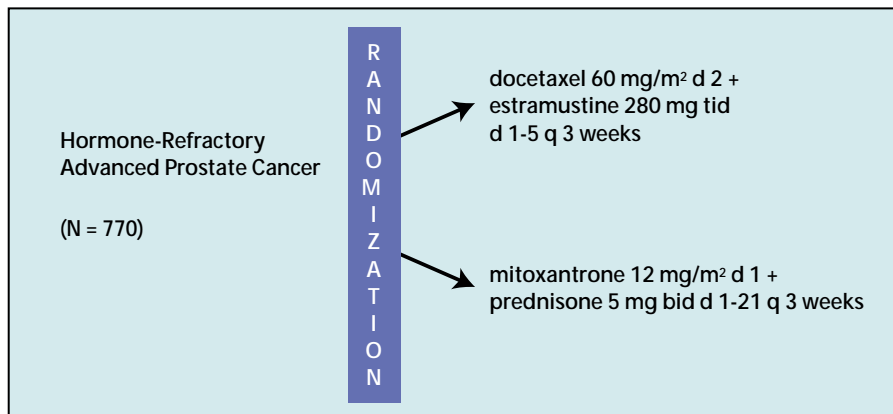 Hormone-Refractory
Advanced Prostate Cancer
(N = 770)
RANDOMIZATION
docetaxel 60 mg/m² d 2 +
estramustine 280 mg tid
d 1-5 q 3 weeks
mitoxantrone 12 mg/m² d 1 +
prednisone 5 mg bid d 1-21 q 3 weeks